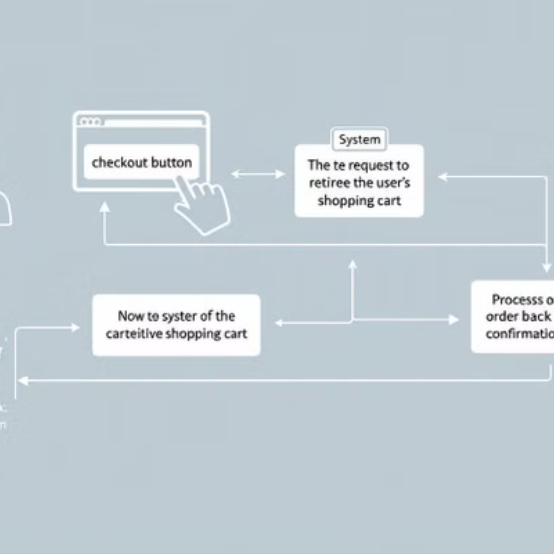 checkout button
System
The te request to
retiree the user's
shopping cart
Now to syster of the
carteitive shopping cart
Processs o
order back
confirmatio